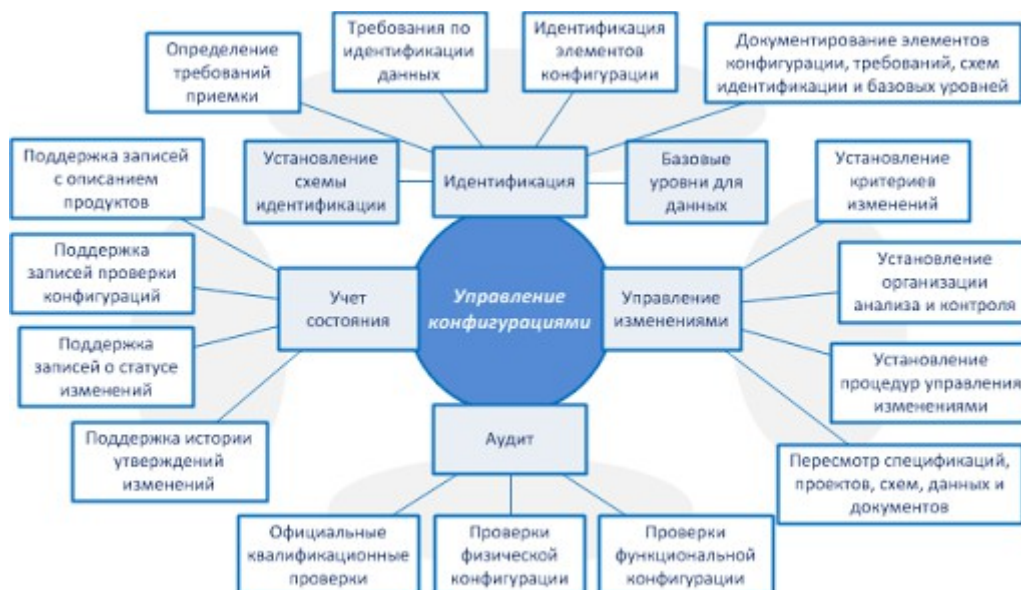 Определение
требований
приемки
Требования по
идентификации
данных
Идентификация
элементов
конфигурации
Документирование элементов
конфигурации, требований, схем
идентификации и базовых уровней
Поддержка записей
с описанием
продуктов
Установление
схемы
идентификации
Идентификация
Базовые
уровни для
данных
Установление
критериев
изменений
Поддержка
записей проверки
конфигураций
Учет
состояния
Управление
конфигурациями
Управление
изменениями
Установление
организации
анализа и контроля
Поддержка
записей о статусе
изменений
Установление
процедур управления
изменениями
Поддержка истории
утверждений
изменений
Аудит
Пересмотр спецификаций,
проектов, схем, данных и
документов
Официальные
квалификационные
проверки
Проверки
физической
конфигурации
Проверки
функциональной
конфигурации